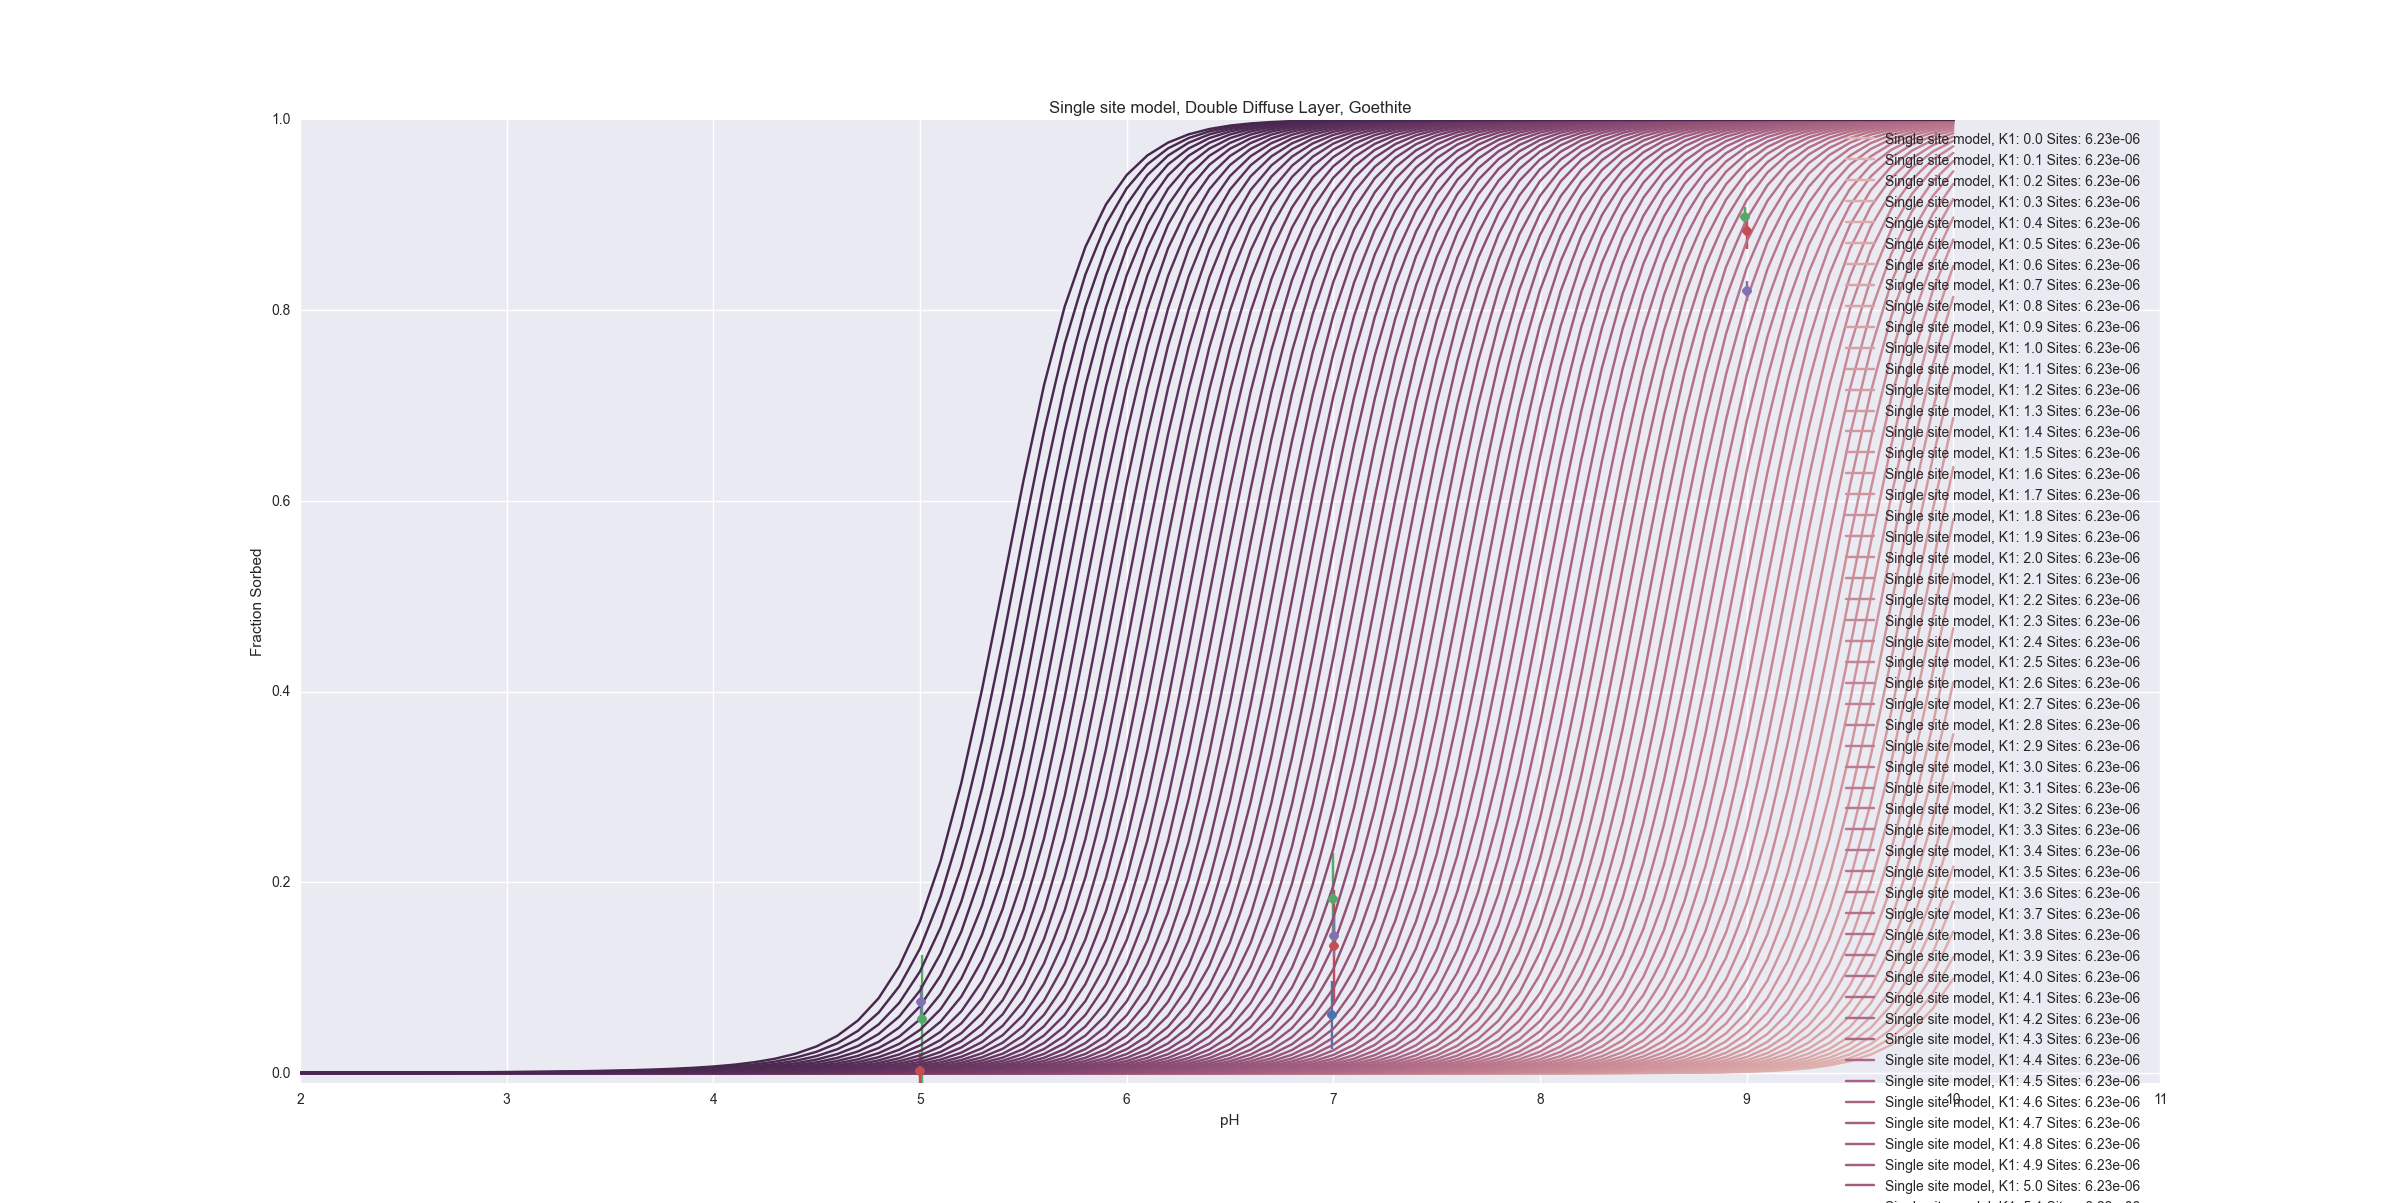 Single site model, Double Diffuse Layer, Goethite
1.0
0.8
0.6
0.4
0.2
0.0
Fraction Sorbed
2 3 4 5 6 7 8 9 10 11
pH
Single site model, K1: 0.0 Sites: 6.23e-06
Single site model, K1: 0.1 Sites: 6.23e-06
Single site model, K1: 0.2 Sites: 6.23e-06
Single site model, K1: 0.3 Sites: 6.23e-06
Single site model, K1: 0.4 Sites: 6.23e-06
Single site model, K1: 0.5 Sites: 6.23e-06
Single site model, K1: 0.6 Sites: 6.23e-06
Single site model, K1: 0.7 Sites: 6.23e-06
Single site model, K1: 0.8 Sites: 6.23e-06
Single site model, K1: 0.9 Sites: 6.23e-06
Single site model, K1: 1.0 Sites: 6.23e-06
Single site model, K1: 1.1 Sites: 6.23e-06
Single site model, K1: 1.2 Sites: 6.23e-06
Single site model, K1: 1.3 Sites: 6.23e-06
Single site model, K1: 1.4 Sites: 6.23e-06
Single site model, K1: 1.5 Sites: 6.23e-06
Single site model, K1: 1.6 Sites: 6.23e-06
Single site model, K1: 1.7 Sites: 6.23e-06
Single site model, K1: 1.8 Sites: 6.23e-06
Single site model, K1: 1.9 Sites: 6.23e-06
Single site model, K1: 2.0 Sites: 6.23e-06
Single site model, K1: 2.1 Sites: 6.23e-06
Single site model, K1: 2.2 Sites: 6.23e-06
Single site model, K1: 2.3 Sites: 6.23e-06
Single site model, K1: 2.4 Sites: 6.23e-06
Single site model, K1: 2.5 Sites: 6.23e-06
Single site model, K1: 2.6 Sites: 6.23e-06
Single site model, K1: 2.7 Sites: 6.23e-06
Single site model, K1: 2.8 Sites: 6.23e-06
Single site model, K1: 2.9 Sites: 6.23e-06
Single site model, K1: 3.0 Sites: 6.23e-06
Single site model, K1: 3.1 Sites: 6.23e-06
Single site model, K1: 3.2 Sites: 6.23e-06
Single site model, K1: 3.3 Sites: 6.23e-06
Single site model, K1: 3.4 Sites: 6.23e-06
Single site model, K1: 3.5 Sites: 6.23e-06
Single site model, K1: 3.6 Sites: 6.23e-06
Single site model, K1: 3.7 Sites: 6.23e-06
Single site model, K1: 3.8 Sites: 6.23e-06
Single site model, K1: 3.9 Sites: 6.23e-06
Single site model, K1: 4.0 Sites: 6.23e-06
Single site model, K1: 4.1 Sites: 6.23e-06
Single site model, K1: 4.2 Sites: 6.23e-06
Single site model, K1: 4.3 Sites: 6.23e-06
Single site model, K1: 4.4 Sites: 6.23e-06
Single site model, K1: 4.5 Sites: 6.23e-06
Single site model, K1: 4.6 Sites: 6.23e-06
Single site model, K1: 4.7 Sites: 6.23e-06
Single site model, K1: 4.8 Sites: 6.23e-06
Single site model, K1: 4.9 Sites: 6.23e-06
Single site model, K1: 5.0 Sites: 6.23e-06